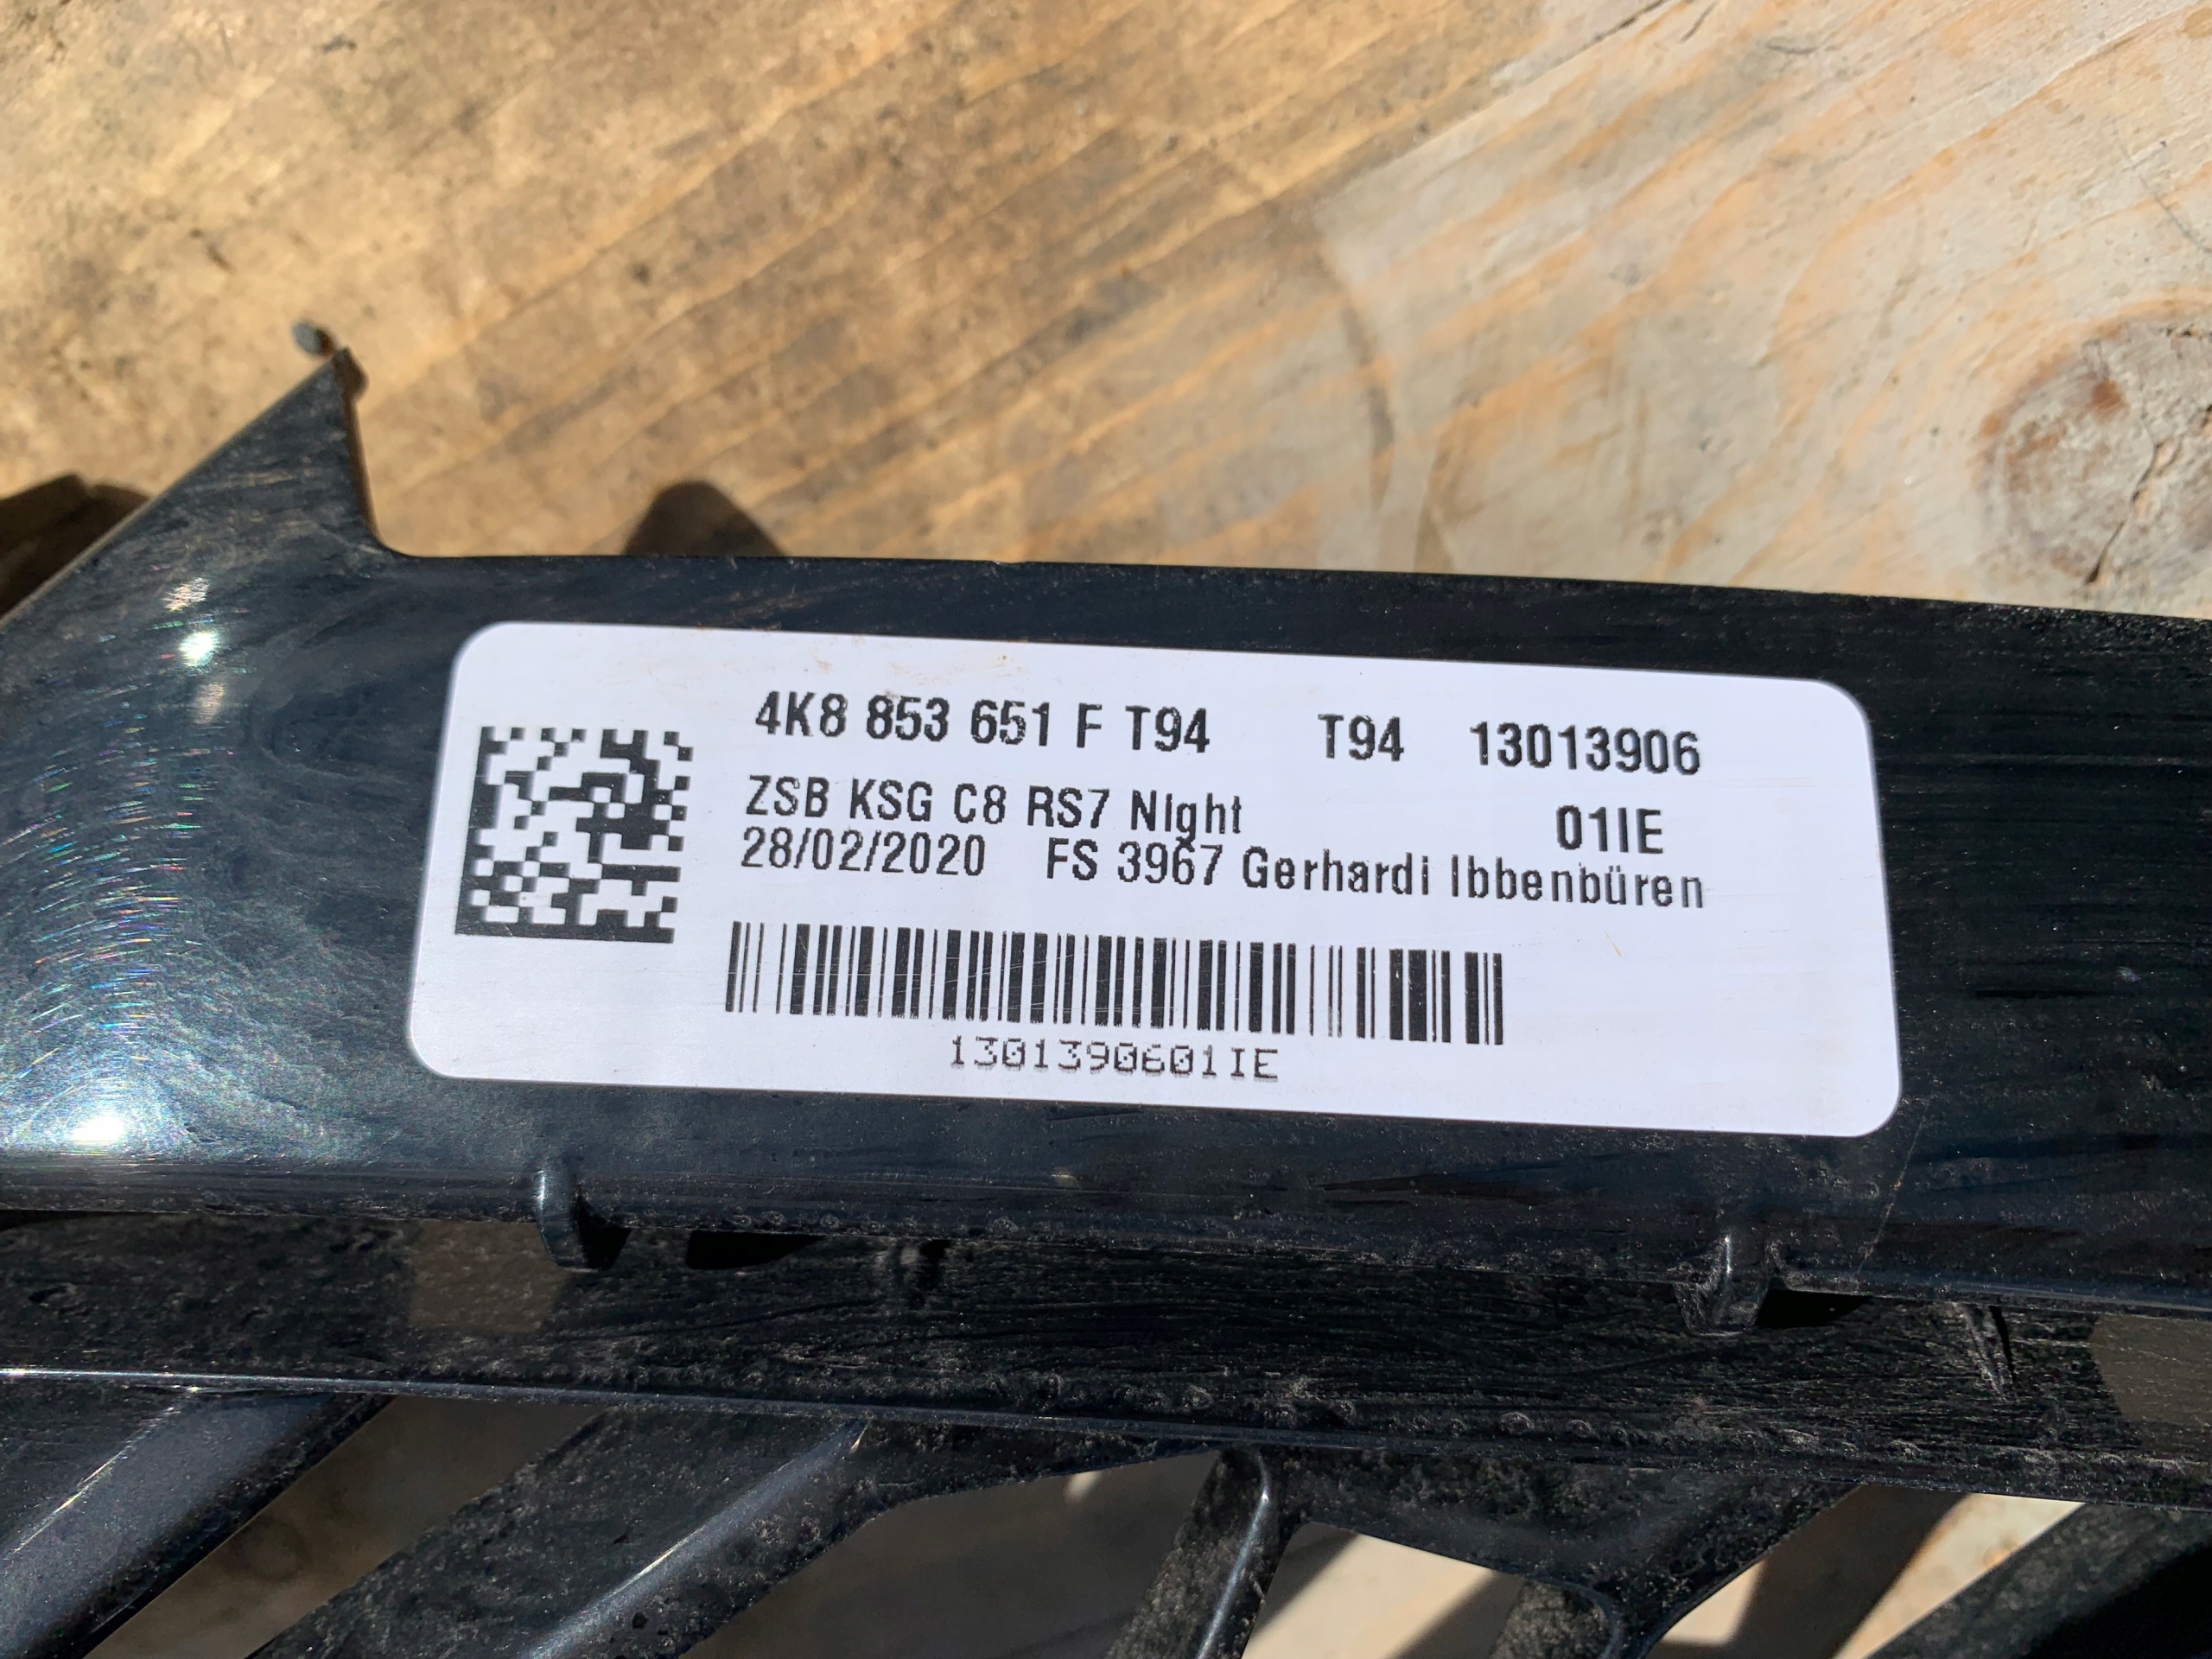 4K8 853 651 F T94 T94 13013906
ZSB KSG C8 RS7 NIght 01IE
28/02/2020 FS 3967 Gerhardi Ibbenbüren
1301390601IE